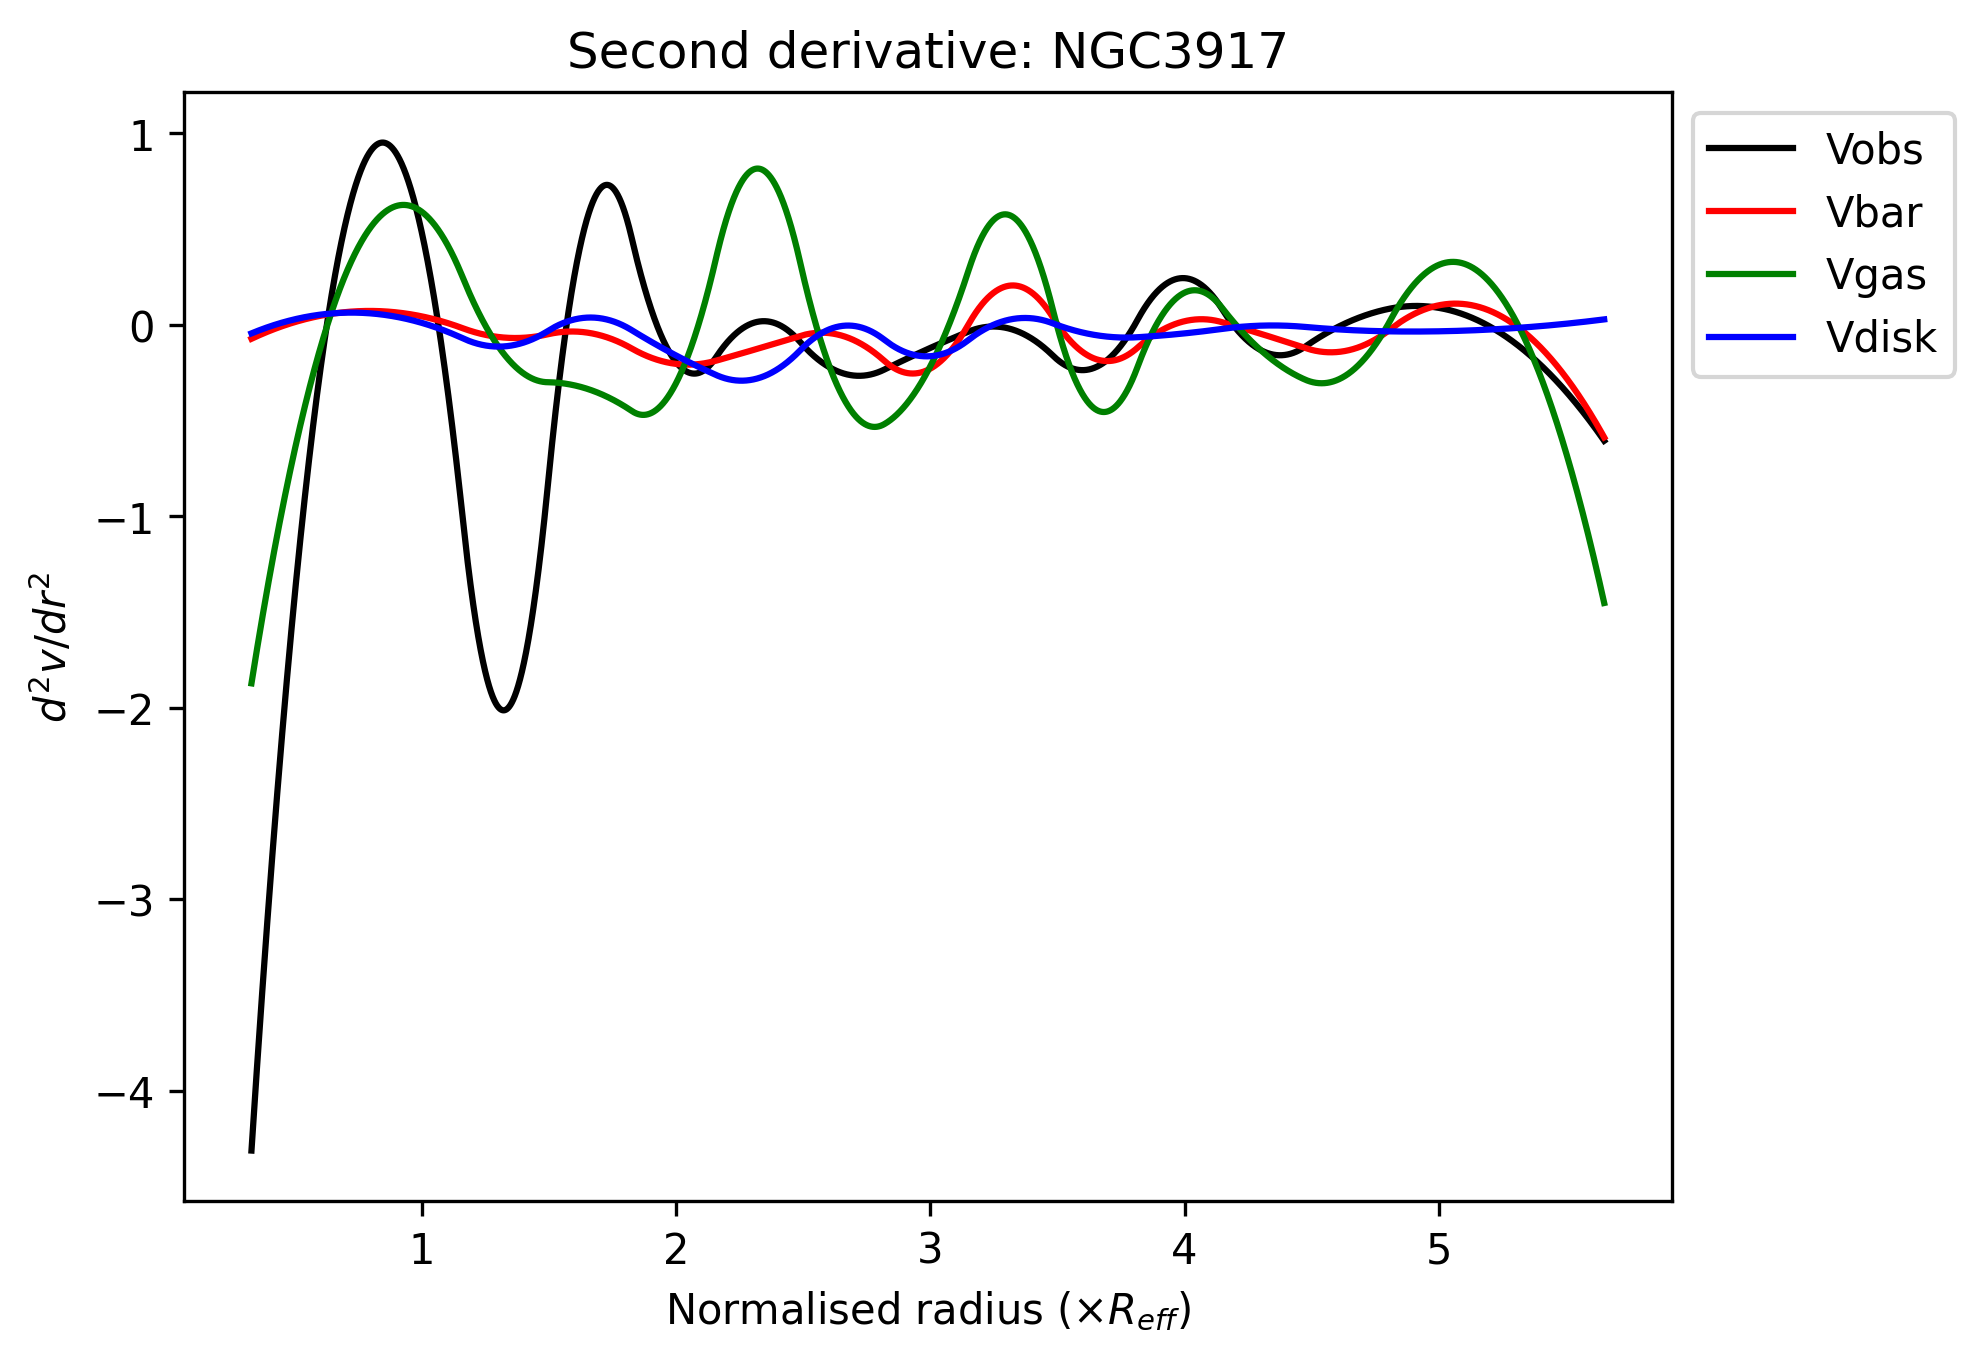 Second derivative: NGC3917
1
0
−1
−2
−3
−4
d²v/dr²
1 2 3 4 5
Normalised radius (×R_eff)
Vobs
Vbar
Vgas
Vdisk